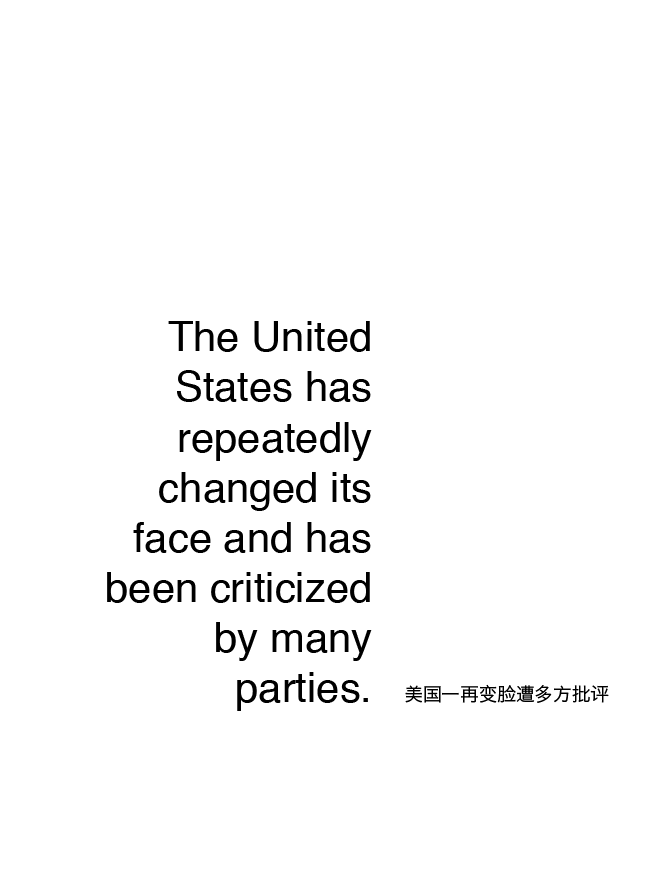 The United
States has
repeatedly
changed its
face and has
been criticized
by many
parties.
美国一再变脸遭多方批评